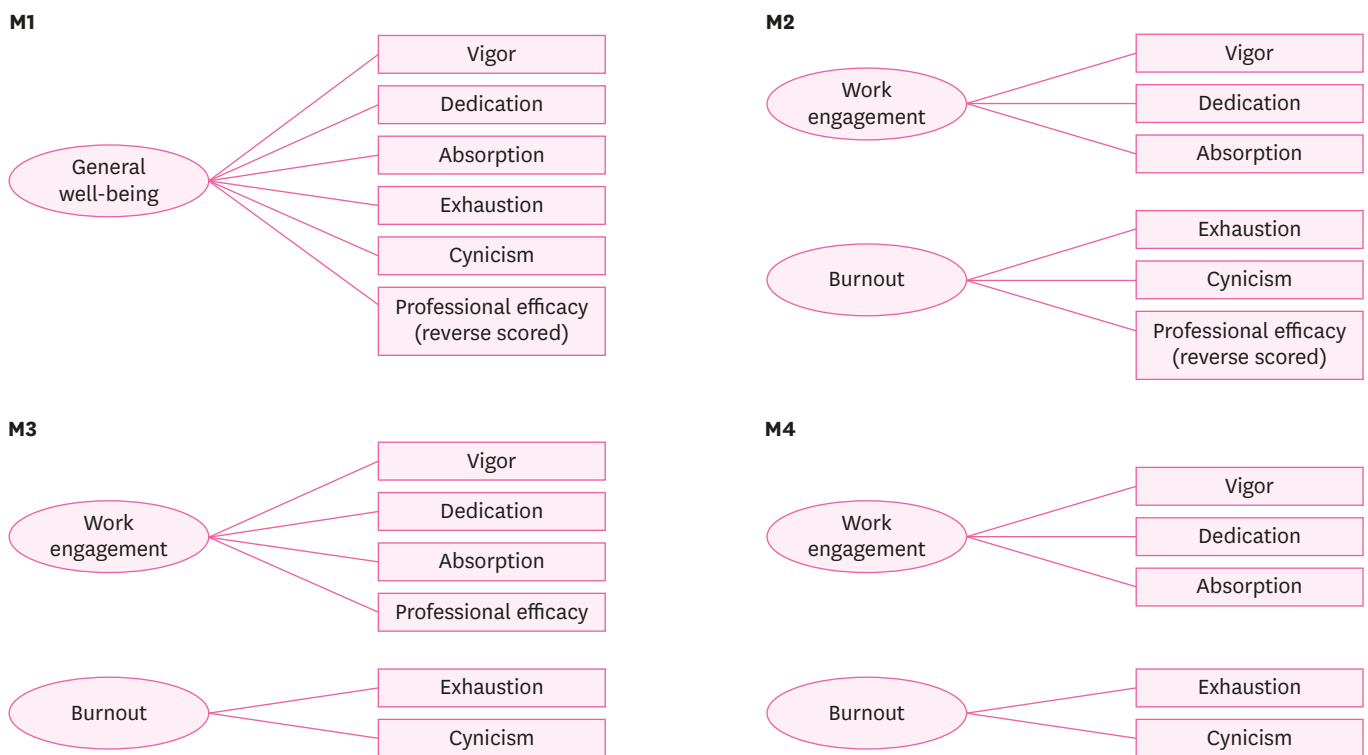 M1
General
well-being
Vigor
Dedication
Absorption
Exhaustion
Cynicism
Professional efficacy
(reverse scored)
M2
Work
engagement
Vigor
Dedication
Absorption
Burnout
Exhaustion
Cynicism
Professional efficacy
(reverse scored)
M3
Work
engagement
Vigor
Dedication
Absorption
Professional efficacy
Burnout
Exhaustion
Cynicism
M4
Work
engagement
Vigor
Dedication
Absorption
Burnout
Exhaustion
Cynicism